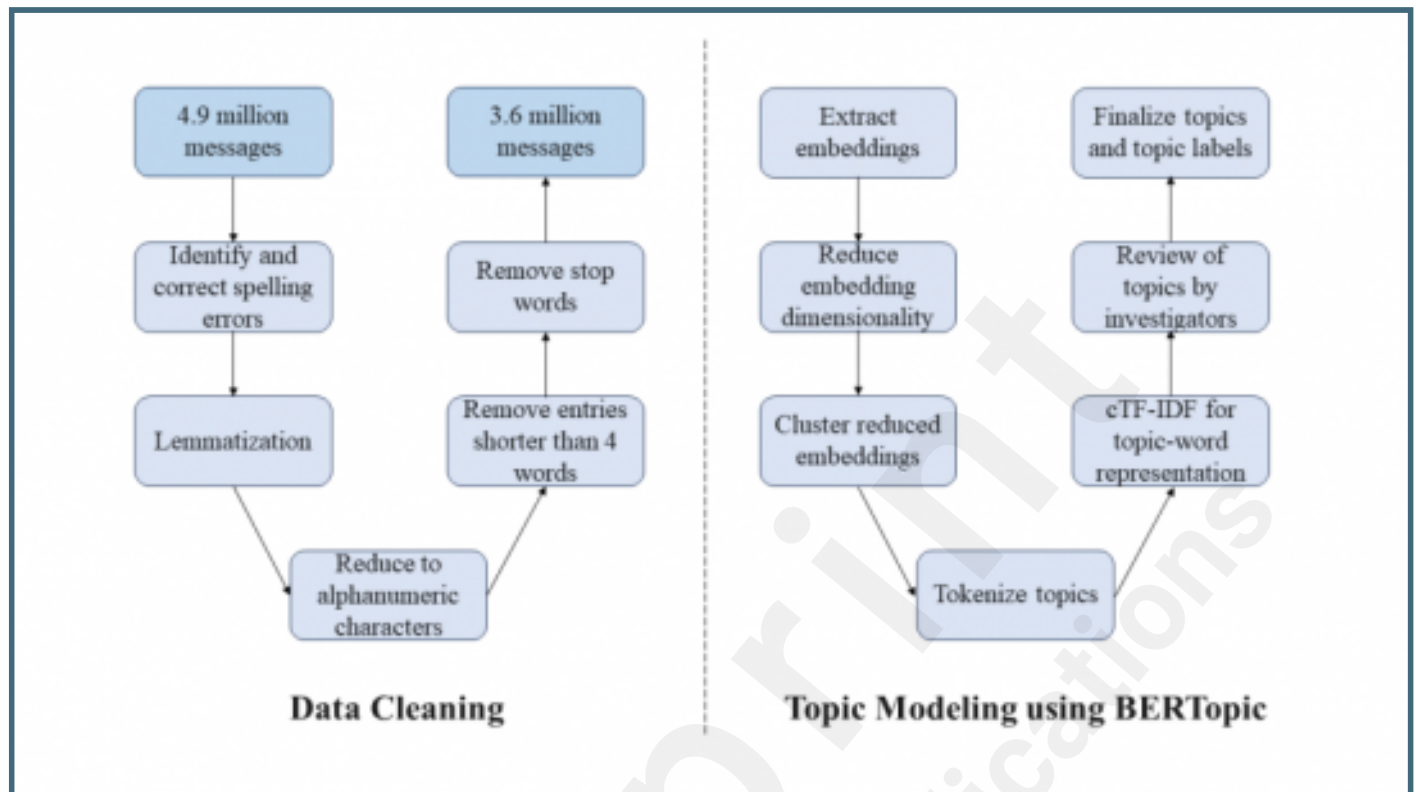 4.9 million
messages
Identify and
correct spelling
errors
Lemmatization
Reduce to
alphanumeric
characters
Remove entries
shorter than 4
words
Remove stop
words
3.6 million
messages
Data Cleaning
Extract
embeddings
Reduce
embedding
dimensionality
Cluster reduced
embeddings
Tokenize topics
cTF-IDF for
topic-word
representation
Review of
topics by
investigators
Finalize topics
and topic labels
Topic Modeling using BERTopic